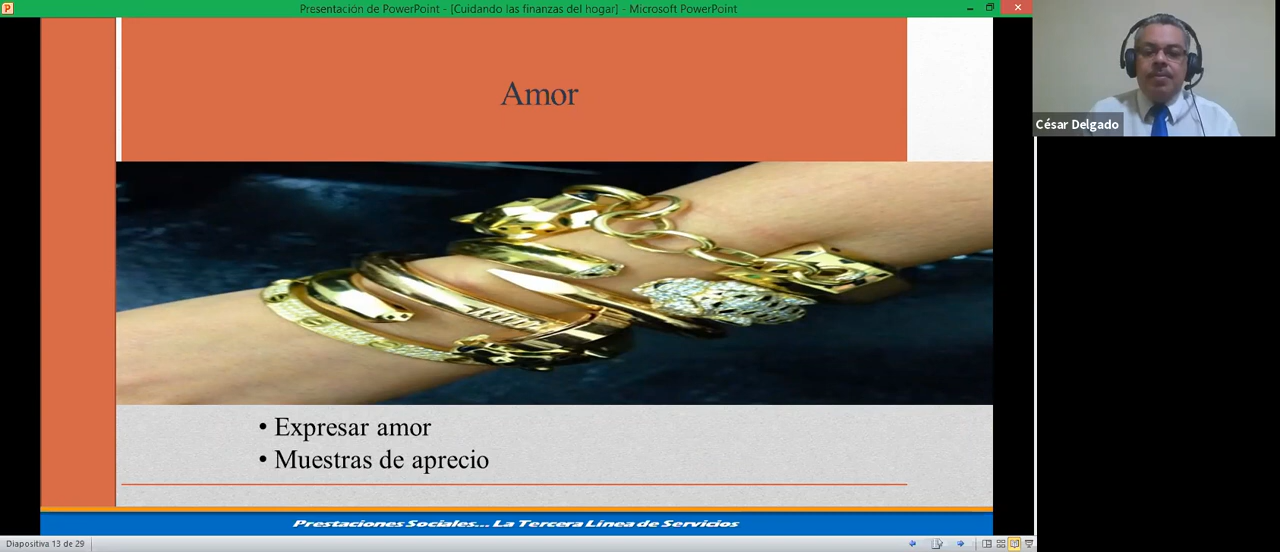 Presentación de PowerPoint - [Cuidando las finanzas del hogar] - Microsoft PowerPoint
César Delgado
Amor
• Expresar amor
• Muestras de aprecio
Prestaciones Sociales... La Tercera Línea de Servicios
Diapositiva 13 de 29